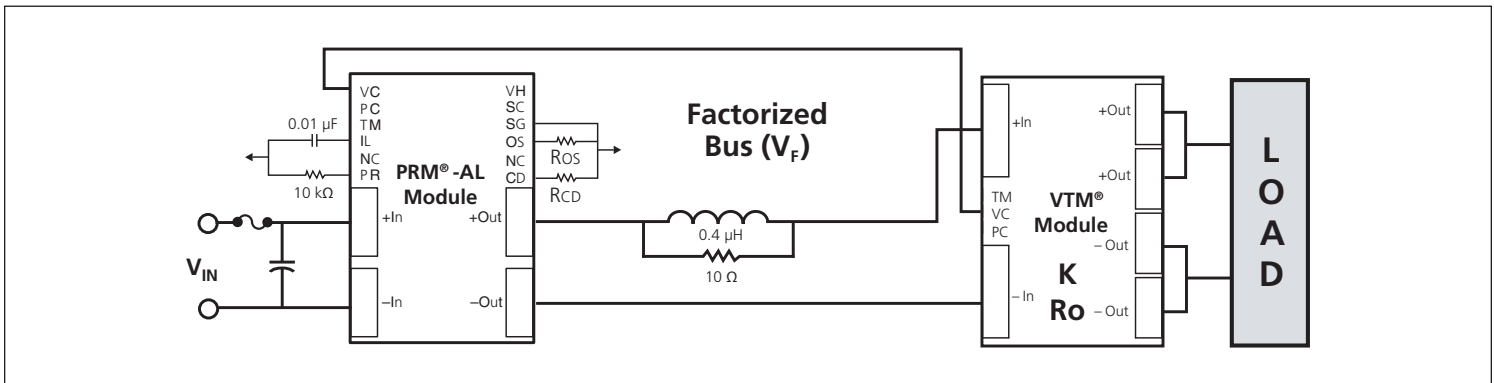 Factorized
Bus (VF)
VC
PC
TM
IL
NC
PR
VH
SC
SG
OS
NC
CD
0.01 µF
10 kΩ
ROS
RCD
PRM® -AL
Module
+In
–In
+Out
–Out
VIN
0.4 µH
10 Ω
+In
TM
VC
PC
– In
VTM®
Module
K
Ro
+Out
+Out
– Out
– Out
L
O
A
D